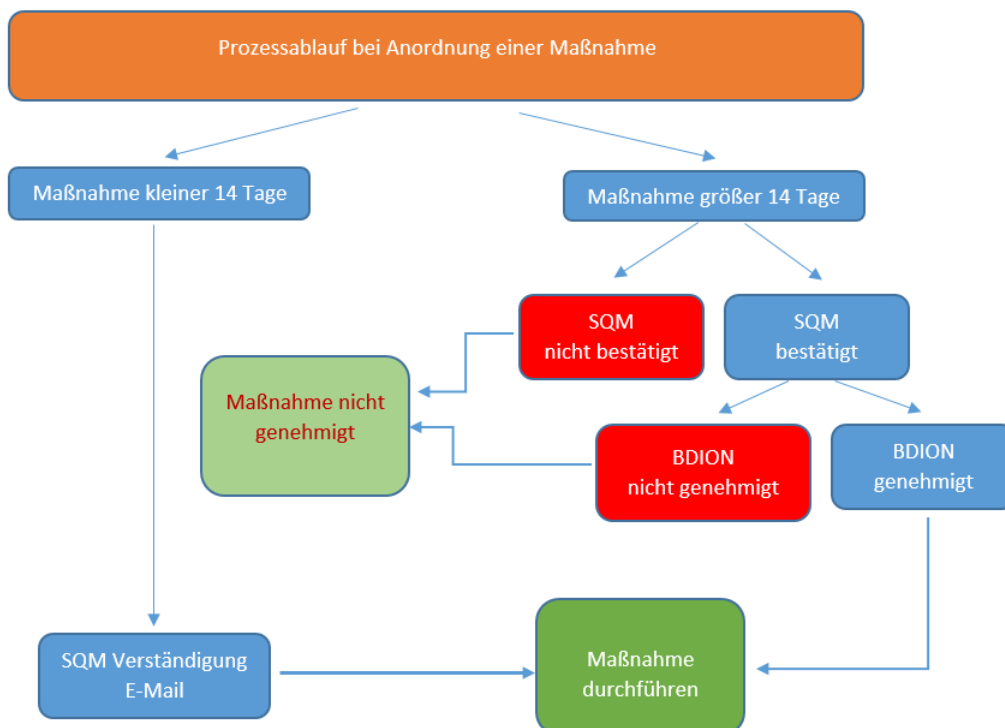 Prozessablauf bei Anordnung einer Maßnahme
Maßnahme kleiner 14 Tage
Maßnahme größer 14 Tage
SQM
nicht bestätigt
SQM
bestätigt
Maßnahme nicht
genehmigt
BDION
nicht genehmigt
BDION
genehmigt
SQM Verständigung
E-Mail
Maßnahme
durchführen